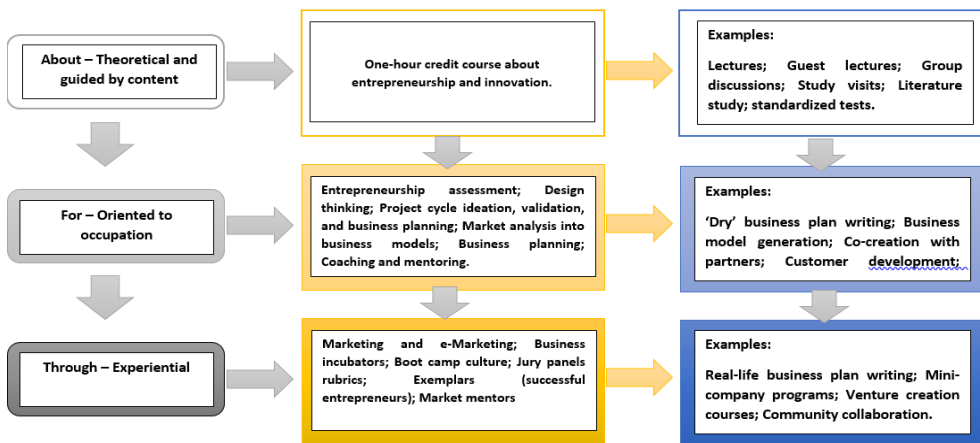 About – Theoretical and
guided by content
One-hour credit course about
entrepreneurship and innovation.
Examples:
Lectures; Guest lectures; Group
discussions; Study visits; Literature
study; standardized tests.
For – Oriented to
occupation
Entrepreneurship assessment; Design
thinking; Project cycle ideation, validation,
and business planning; Market analysis into
business models; Business planning;
Coaching and mentoring.
Examples:
‘Dry’ business plan writing; Business
model generation; Co-creation with
partners; Customer development;
Through – Experiential
Marketing and e-Marketing; Business
incubators; Boot camp culture; Jury panels
rubrics; Exemplars (successful
entrepreneurs); Market mentors
Examples:
Real-life business plan writing; Mini-
company programs; Venture creation
courses; Community collaboration.